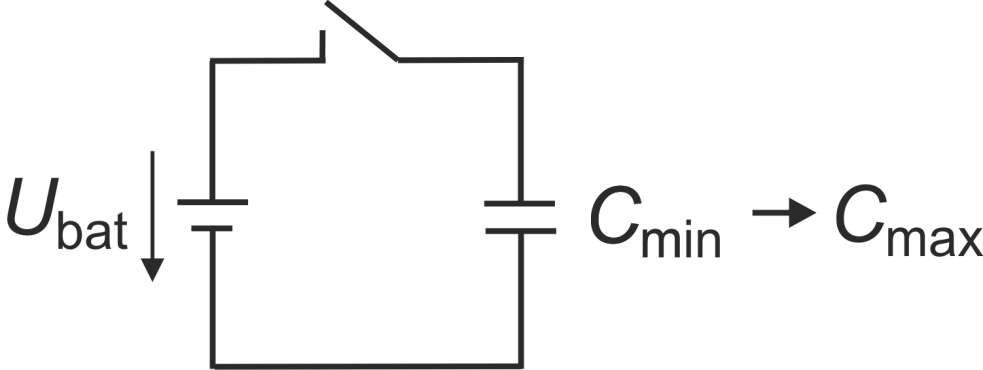 Ubat
Cmin → Cmax